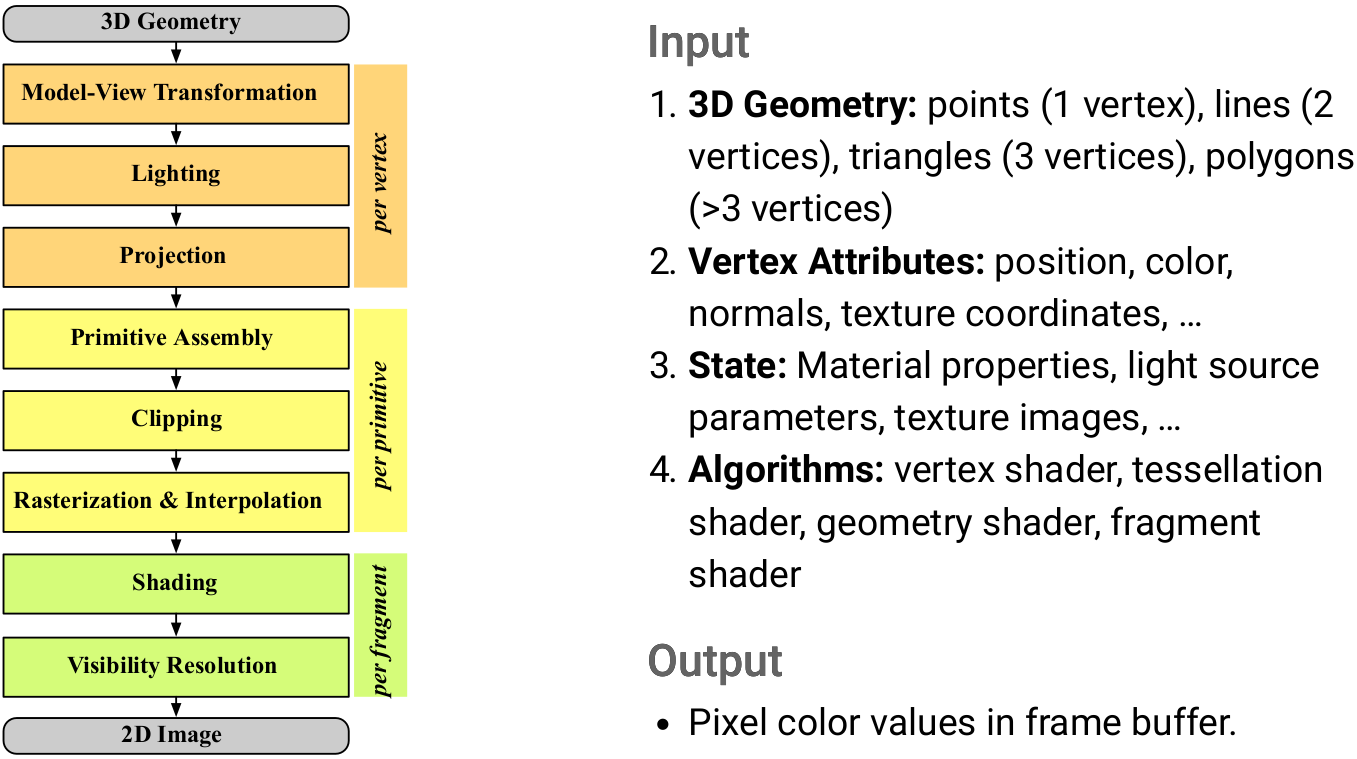 3D Geometry
Model-View Transformation
Lighting
Projection
per vertex
Primitive Assembly
Clipping
Rasterization & Interpolation
per primitive
Shading
Visibility Resolution
per fragment
2D Image
Input
1. 3D Geometry: points (1 vertex), lines (2
vertices), triangles (3 vertices), polygons
(>3 vertices)
2. Vertex Attributes: position, color,
normals, texture coordinates, …
3. State: Material properties, light source
parameters, texture images, …
4. Algorithms: vertex shader, tessellation
shader, geometry shader, fragment
shader
Output
• Pixel color values in frame buffer.